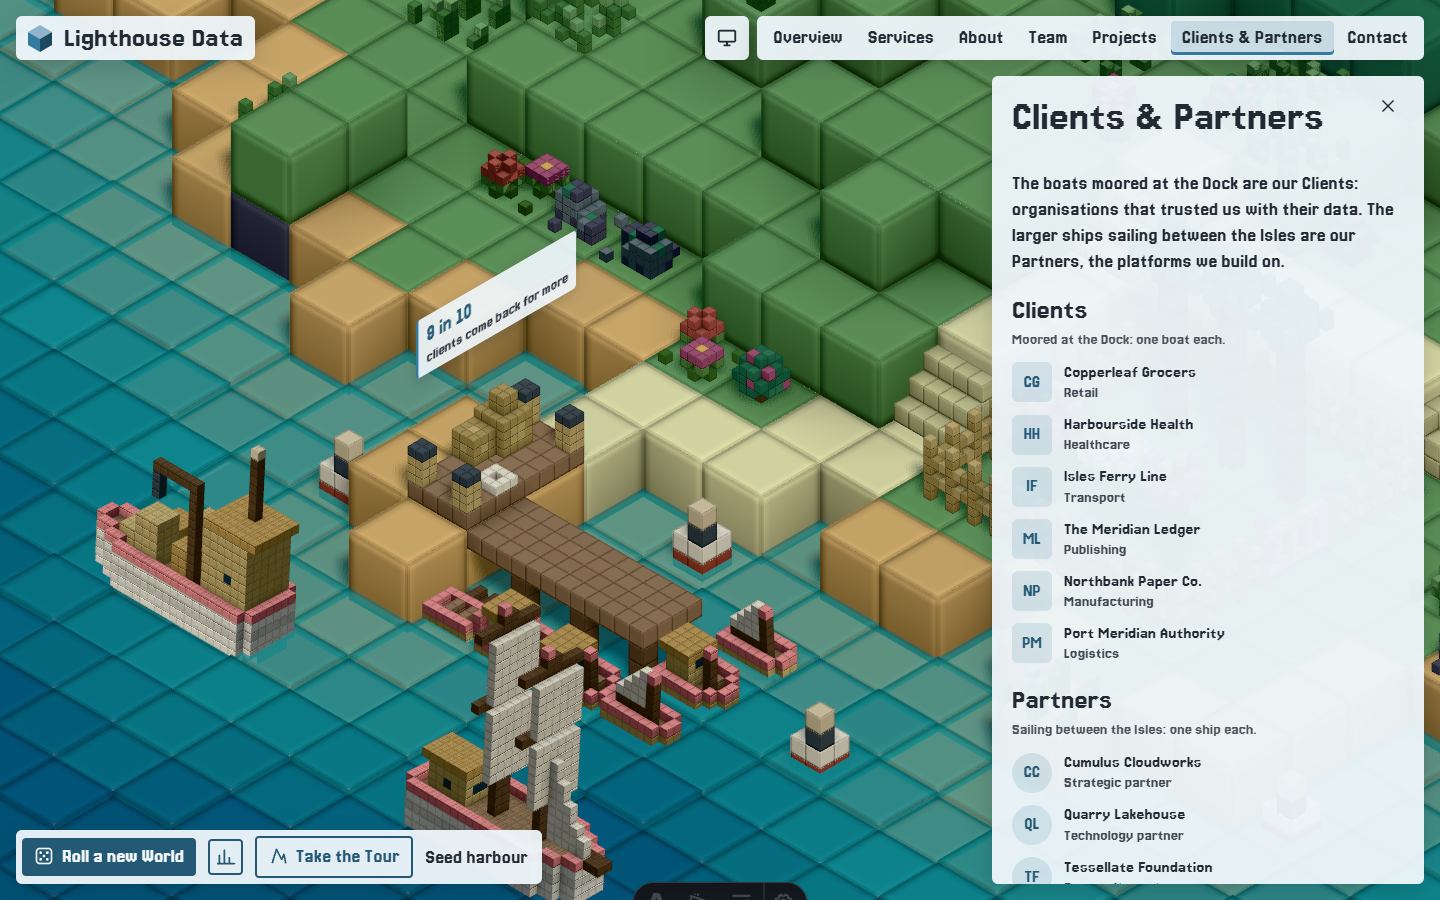 Lighthouse Data
Overview
Services
About
Team
Projects
Clients & Partners
Contact
Clients & Partners
The boats moored at the Dock are our Clients:
organisations that trusted us with their data. The
larger ships sailing between the Isles are our
Partners, the platforms we build on.
Clients
Moored at the Dock: one boat each.
CG
Copperleaf Grocers
Retail
HH
Harbourside Health
Healthcare
IF
Isles Ferry Line
Transport
ML
The Meridian Ledger
Publishing
NP
Northbank Paper Co.
Manufacturing
PM
Port Meridian Authority
Logistics
Partners
Sailing between the Isles: one ship each.
CC
Cumulus Cloudworks
Strategic partner
QL
Quarry Lakehouse
Technology partner
TF
Tessellate Foundation
9 in 10
clients come back for more
Roll a new World
Take the Tour
Seed harbour